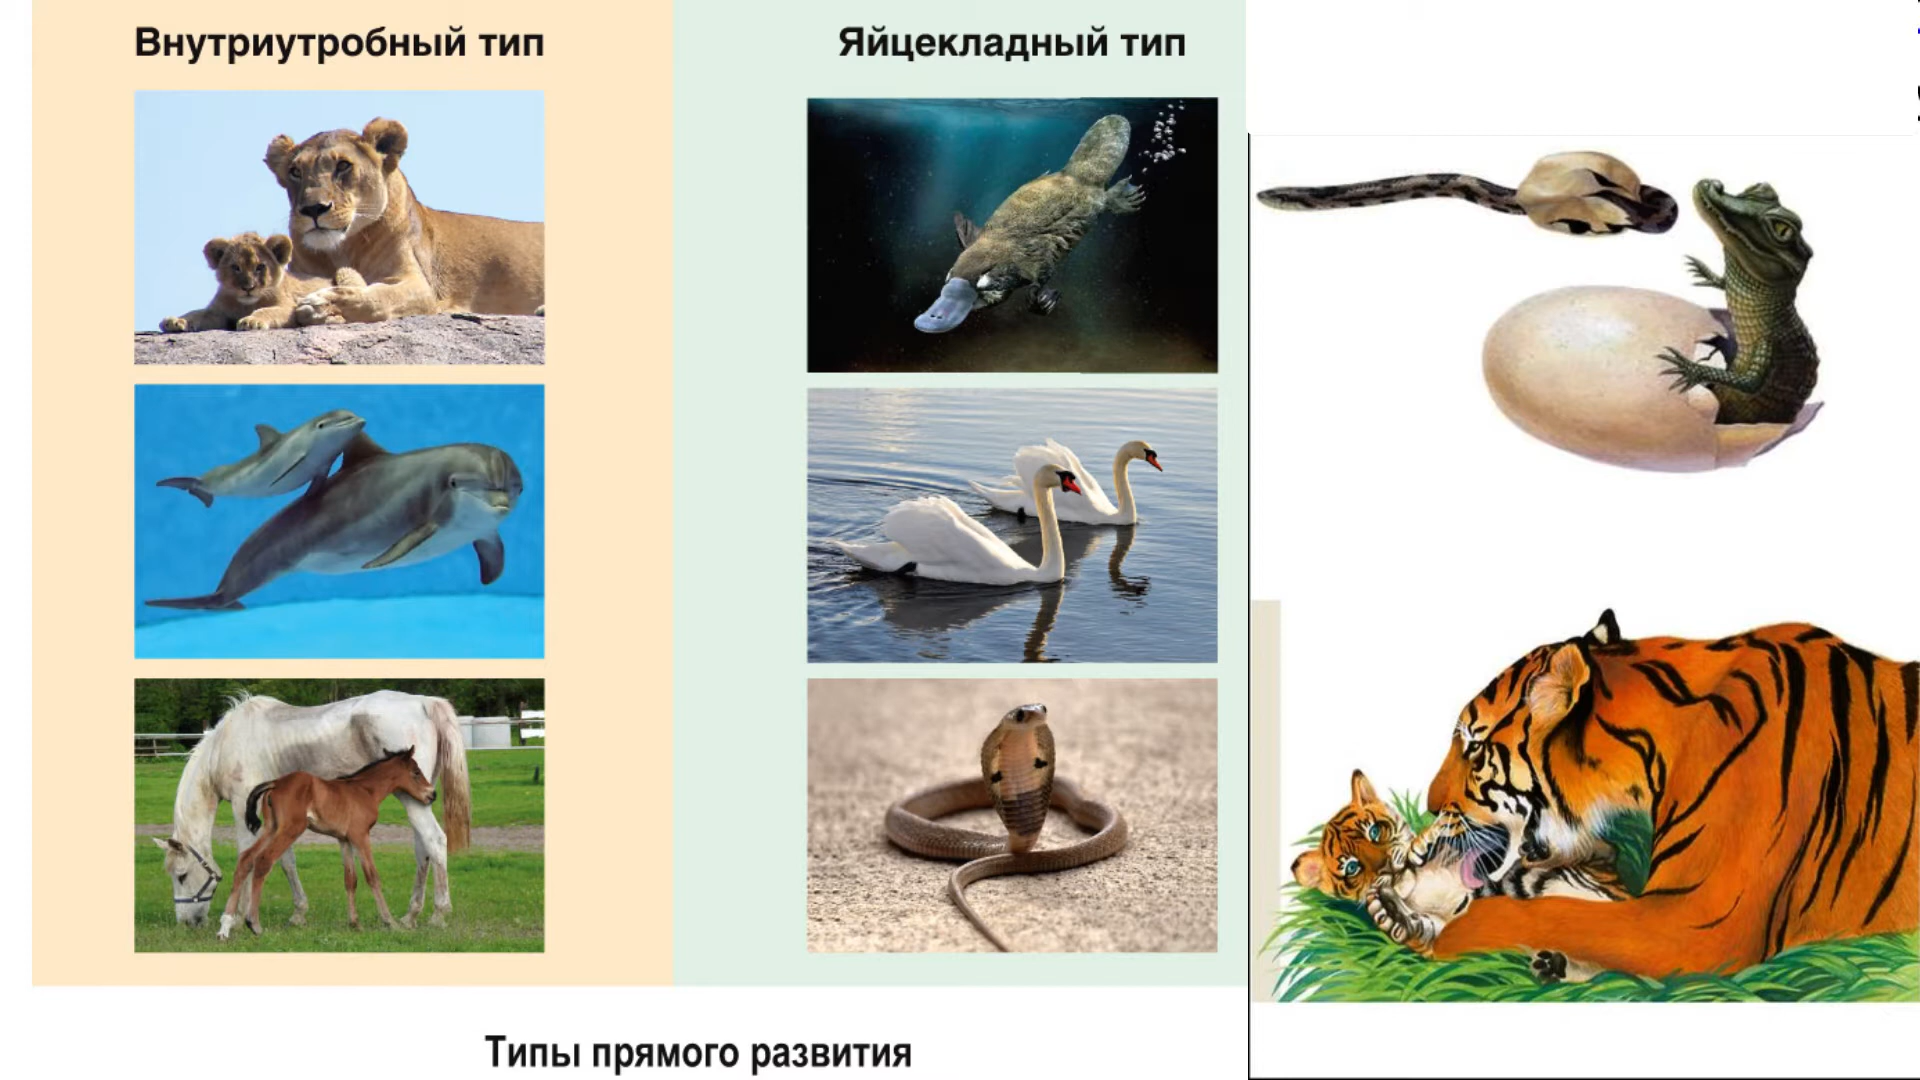 Внутриутробный тип
Яйцекладный тип
Типы прямого развития